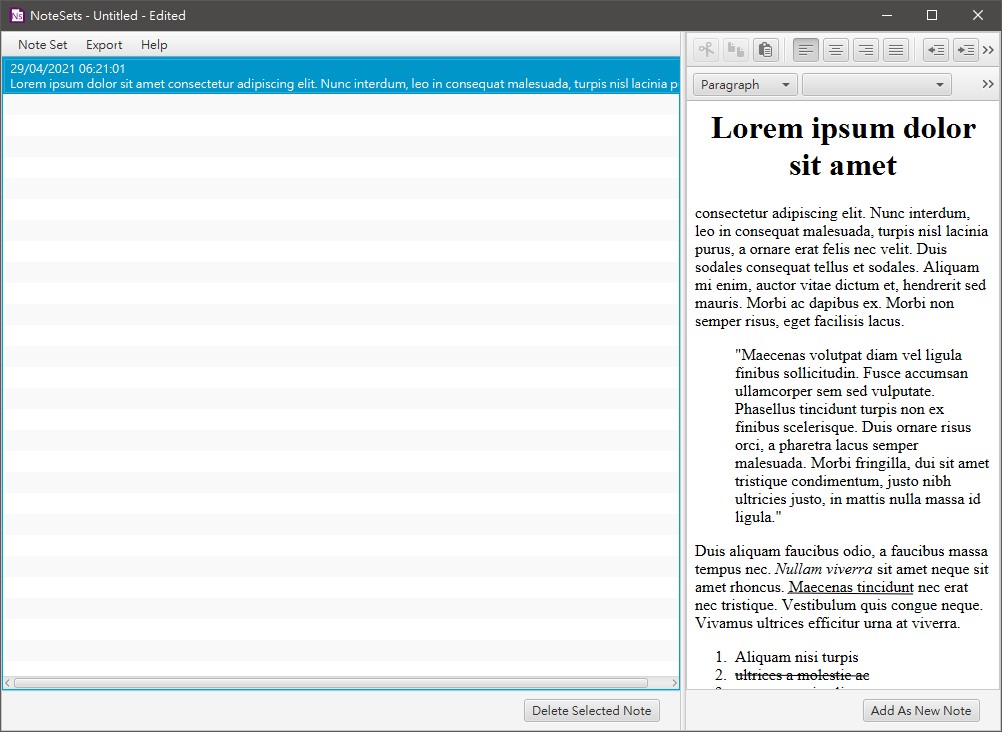 NoteSets - Untitled - Edited
Note Set Export Help
29/04/2021 06:21:01
Lorem ipsum dolor sit amet consectetur adipiscing elit. Nunc interdum, leo in consequat malesuada, turpis nisl lacinia p
Delete Selected Note
Paragraph
Lorem ipsum dolor
sit amet
consectetur adipiscing elit. Nunc interdum,
leo in consequat malesuada, turpis nisl lacinia
purus, a ornare erat felis nec velit. Duis
sodales consequat tellus et sodales. Aliquam
mi enim, auctor vitae dictum et, hendrerit sed
mauris. Morbi ac dapibus ex. Morbi non
semper risus, eget facilisis lacus.
"Maecenas volutpat diam vel ligula
finibus sollicitudin. Fusce accumsan
ullamcorper sem sed vulputate.
Phasellus tincidunt turpis non ex
finibus scelerisque. Duis ornare risus
orci, a pharetra lacus semper
malesuada. Morbi fringilla, dui sit amet
tristique condimentum, justo nibh
ultricies justo, in mattis nulla massa id
ligula."
Duis aliquam faucibus odio, a faucibus massa
tempus nec. Nullam viverra sit amet neque sit
amet rhoncus. Maecenas tincidunt nec erat
nec tristique. Vestibulum quis congue neque.
Vivamus ultrices efficitur urna at viverra.
1. Aliquam nisi turpis
2. ultrices a molestie ac
Add As New Note